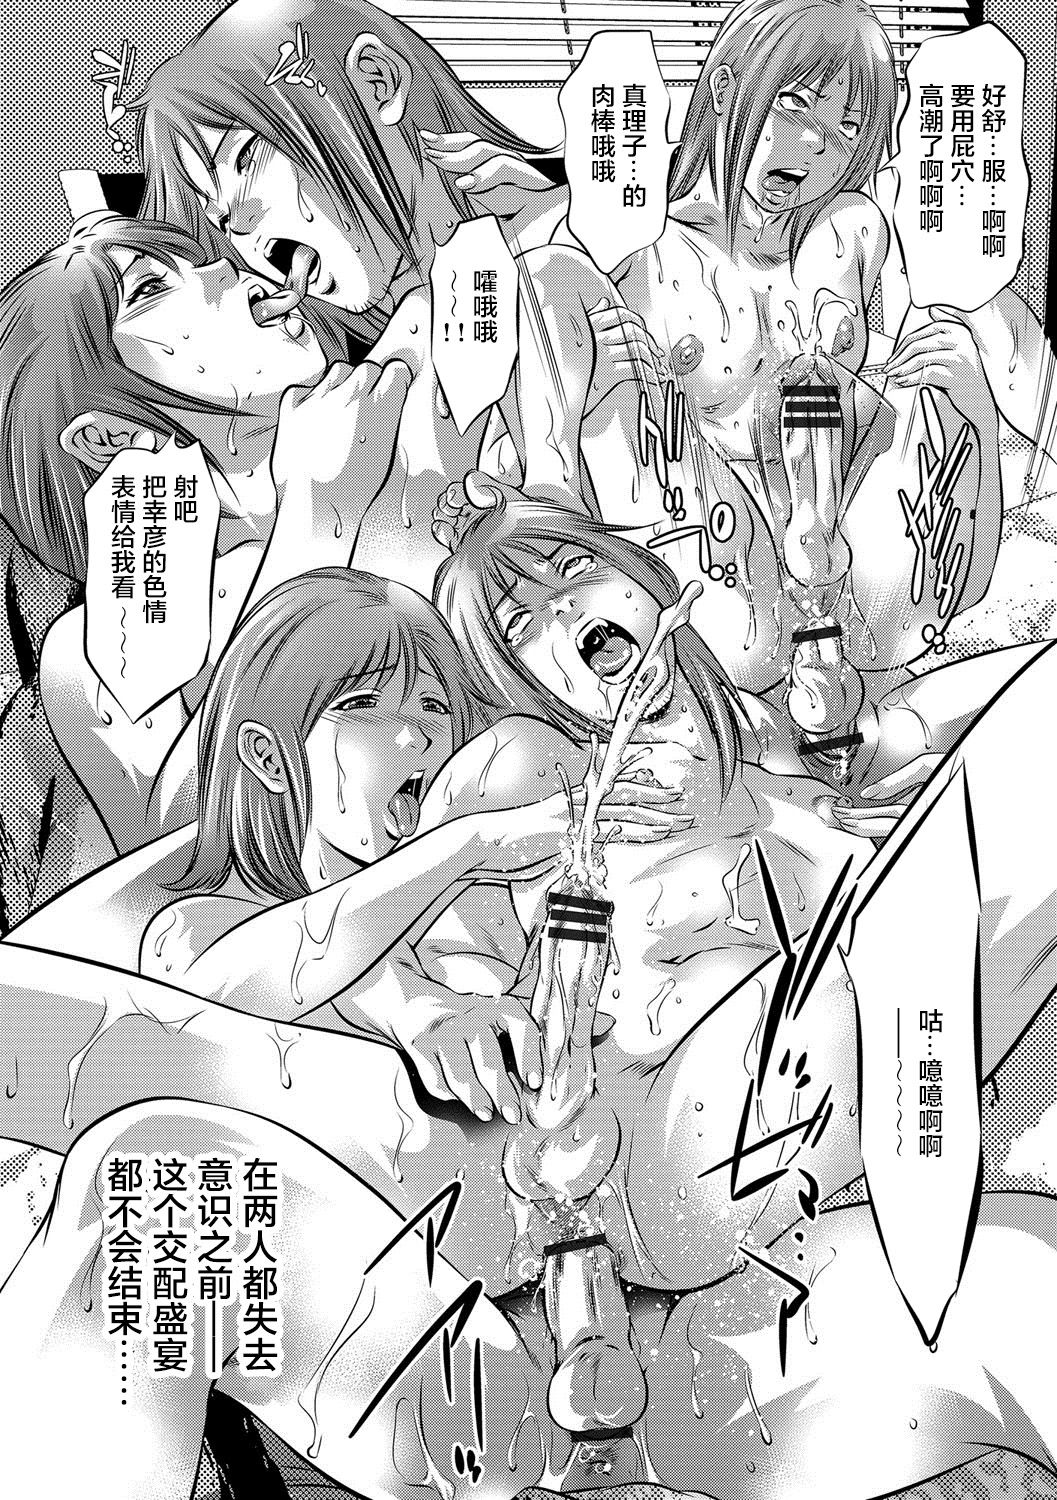 好舒…服…啊啊
要用屁穴…
高潮了啊啊啊
真理子…的
肉棒哦哦
嚯哦哦
～～!!
射吧
把幸彦的色情
表情给我看～～～
咕…噫噫啊啊
——～～～～
在两人都失去
意识之前——
这个交配盛宴
都不会结束……